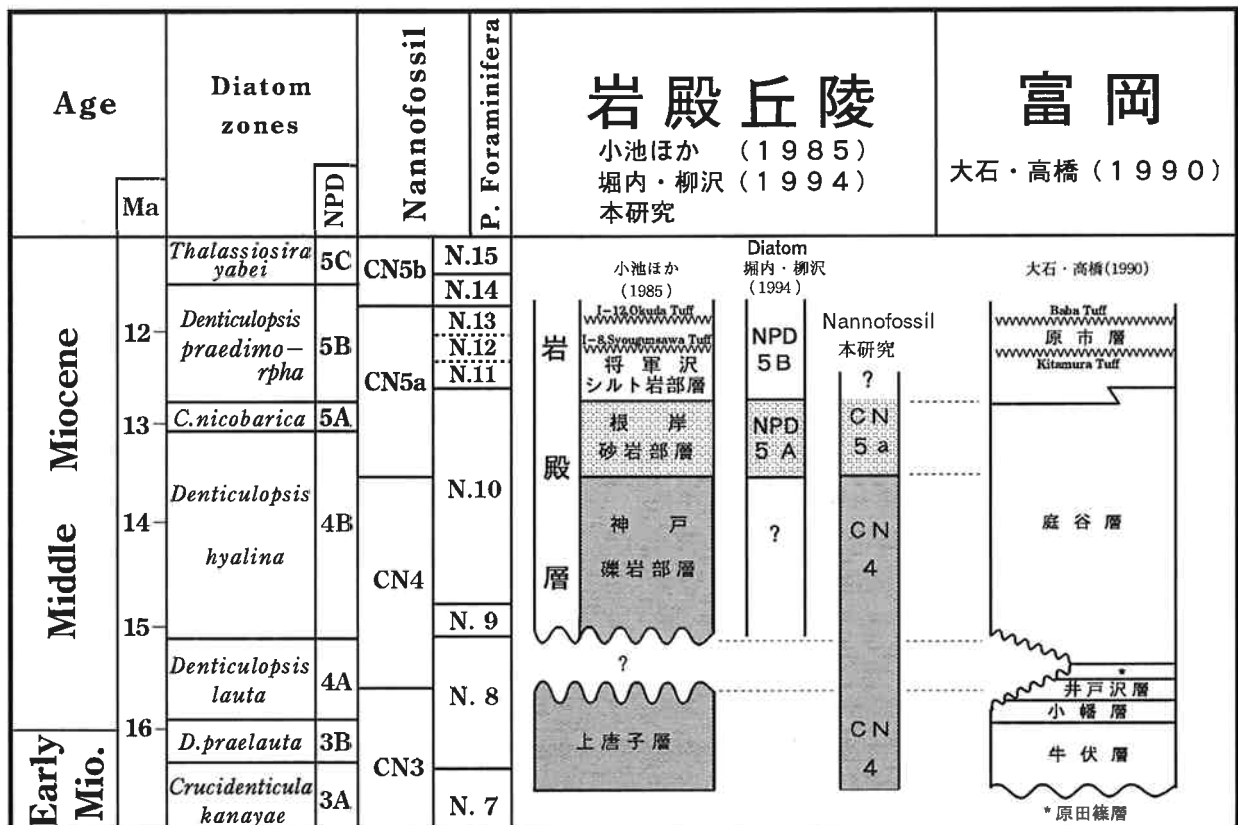 Age
Ma
Diatom
zones
NPD
Nannofossil
P. Foraminifera
岩殿丘陵
小池ほか (1985)
堀内・柳沢(1994)
本研究
富岡
大石・高橋(1990)
Middle Miocene
Early
Mio.
12
13
14
15
16
Thalassiosira
yabei
5C
Denticulopsis
praedimo-
rpha
5B
C.nicobarica
5A
Denticulopsis
hyalina
4B
Denticulopsis
lauta
4A
D.praelauta
3B
Crucidenticula
kanayae
3A
CN5b
CN5a
CN4
CN3
N.15
N.14
N.13
N.12
N.11
N.10
N. 9
N. 8
N. 7
小池ほか
(1985)
岩殿層
I-12,Okuda Tuff
I-8,Syougunsawa Tuff
将軍沢
シルト岩部層
根岸
砂岩部層
神戸
礫岩部層
?
上唐子層
Diatom
堀内・柳沢
(1994)
NPD
5B
NPD
5A
?
Nannofossil
本研究
?
CN
5a
CN
4
CN
4
大石・高橋(1990)
Baba Tuff
原市層
Kitamura Tuff
庭谷層
*
井戸沢層
小幡層
牛伏層
*原田篠層